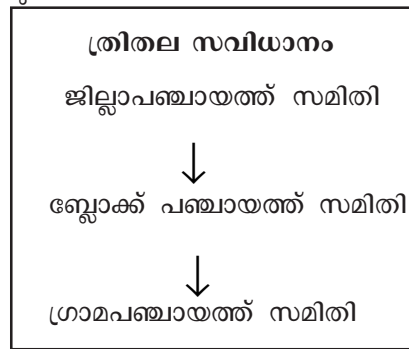 ത്രിതല സവിധാനം
ജില്ലാപഞ്ചായത്ത് സമിതി
↓
ബ്ലോക്ക് പഞ്ചായത്ത് സമിതി
↓
ഗ്രാമപഞ്ചായത്ത് സമിതി